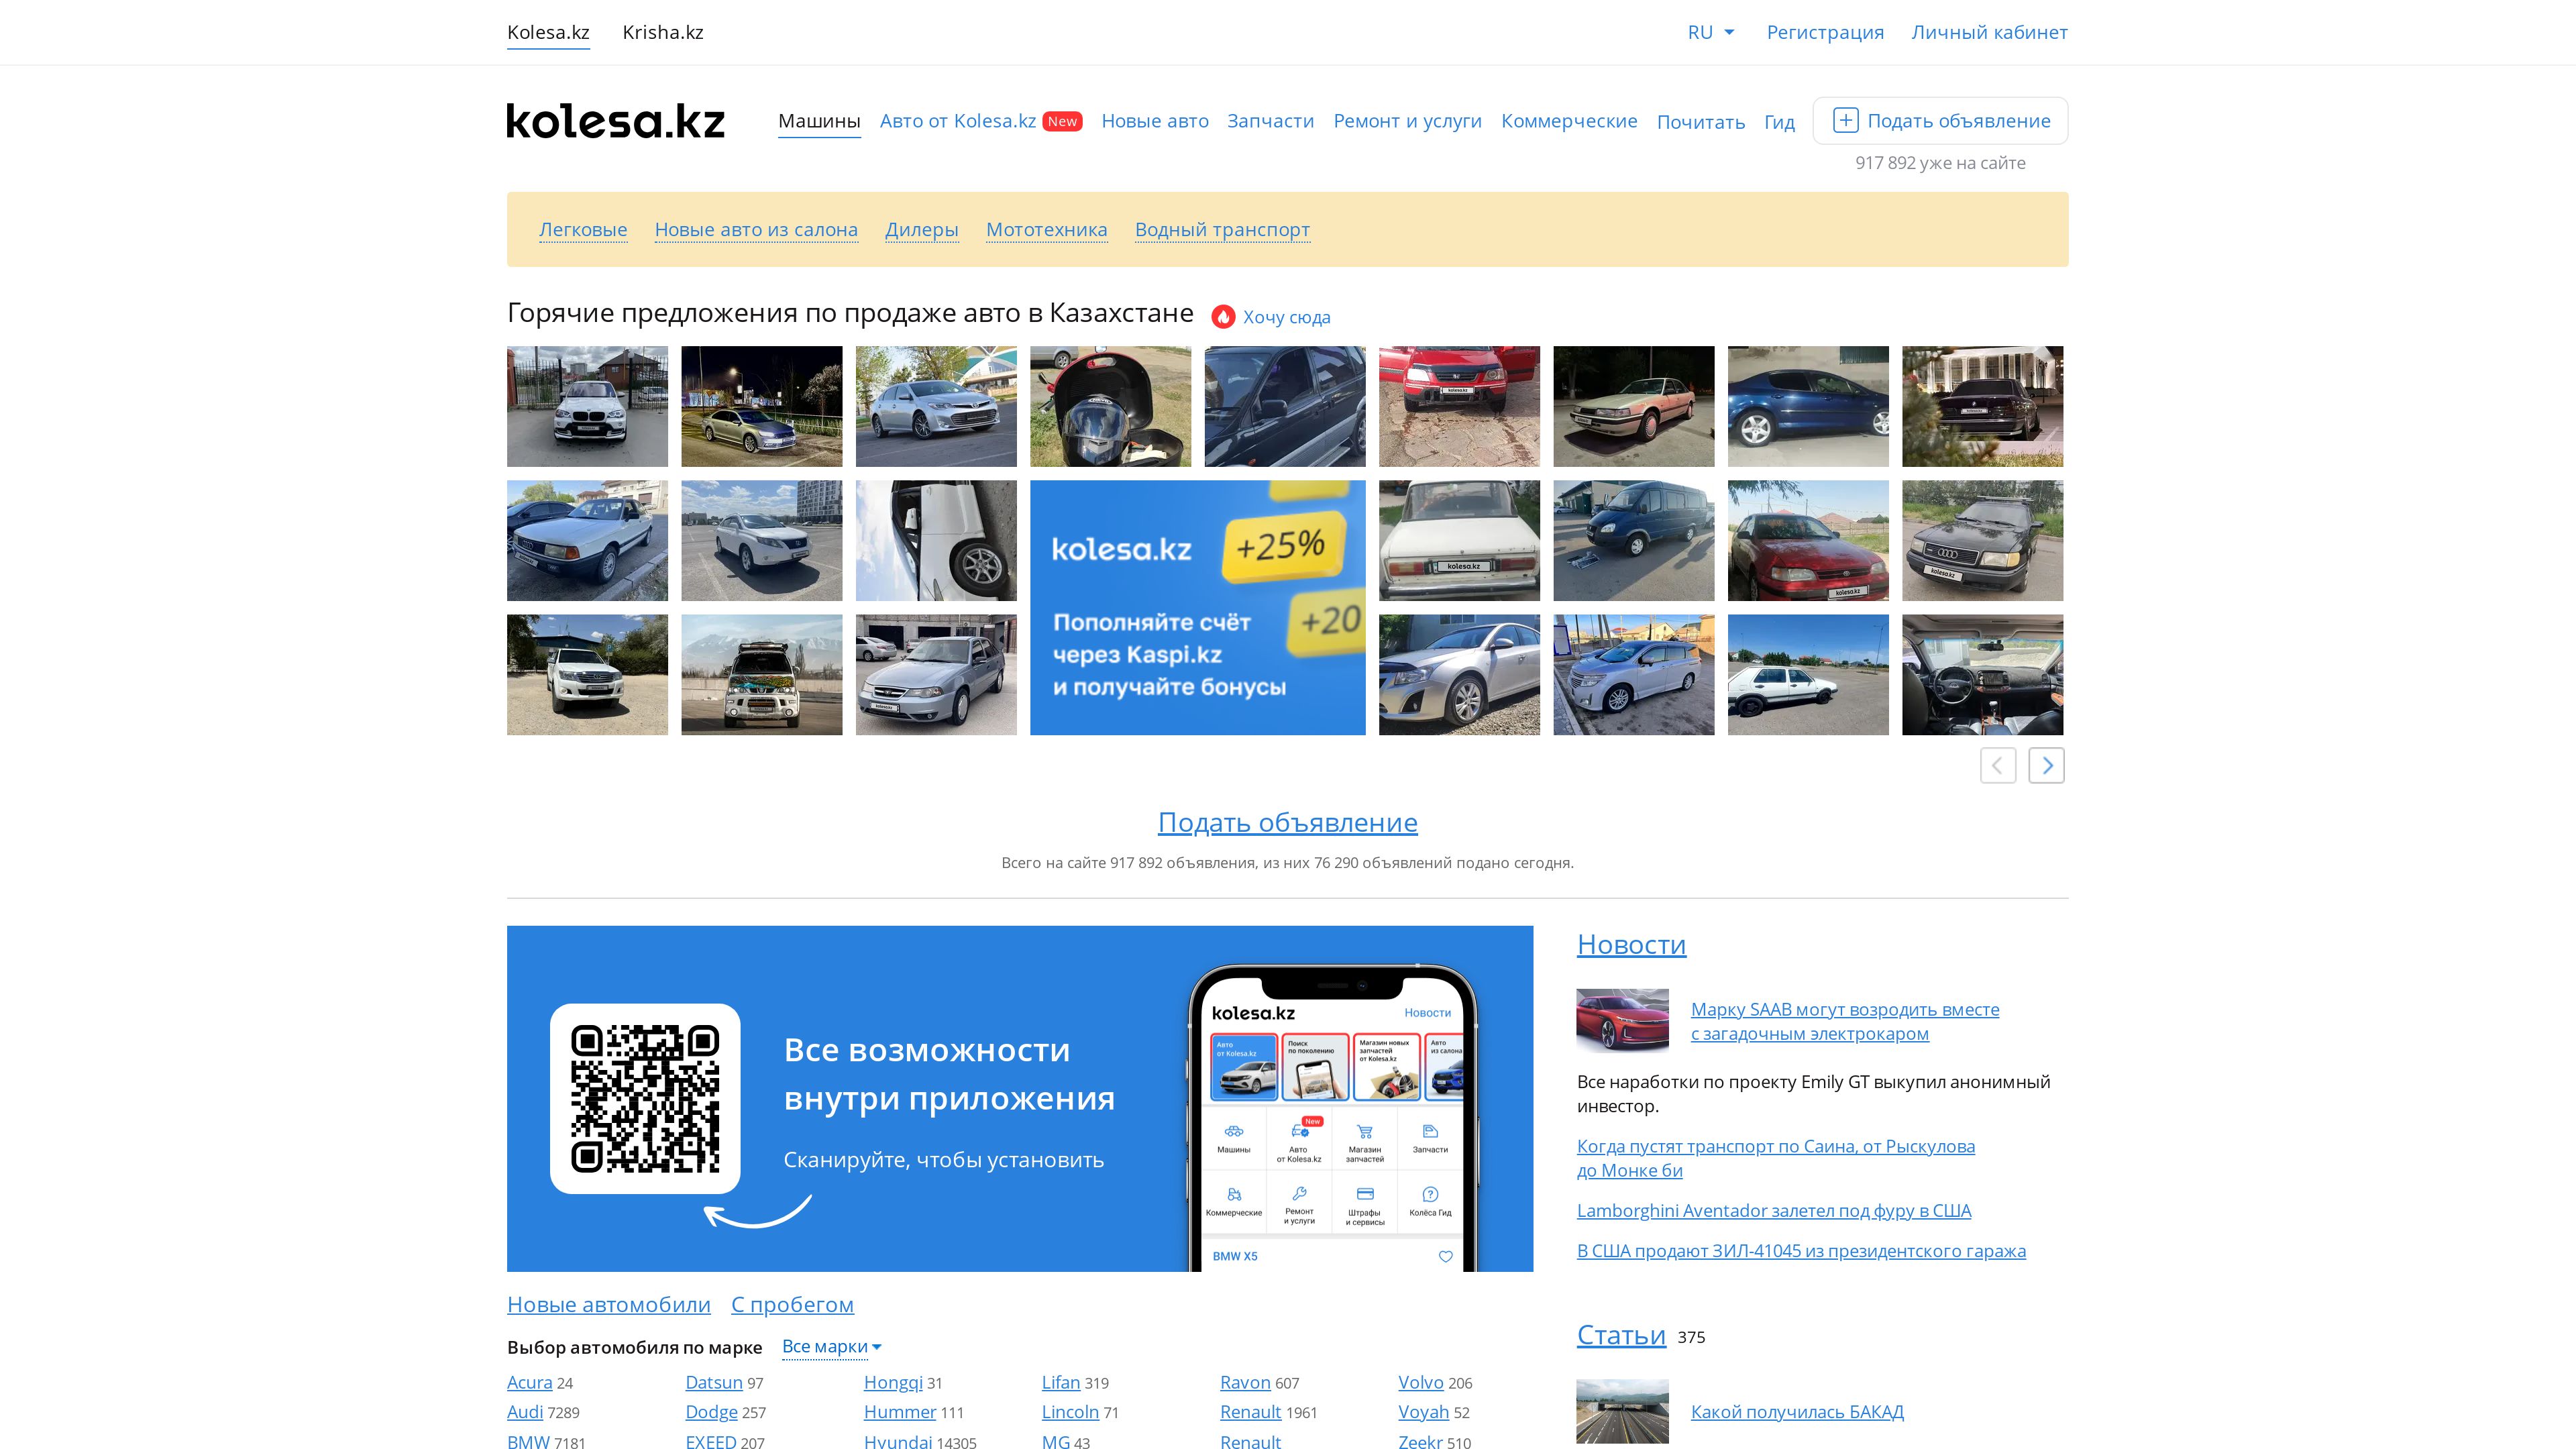 Kolesa.kz Krisha.kz RU Регистрация Личный кабинет
kolesa.kz Машины Авто от Kolesa.kz New Новые авто Запчасти Ремонт и услуги Коммерческие Почитать Гид Подать объявление
917 892 уже на сайте
Легковые Новые авто из салона Дилеры Мототехника Водный транспорт
Горячие предложения по продаже авто в Казахстане Хочу сюда
kolesa.kz +25%
+20
Пополняйте счёт
через Kaspi.kz
и получайте бонусы
Подать объявление
Всего на сайте 917 892 объявления, из них 76 290 объявлений подано сегодня.
Все возможности
внутри приложения
Сканируйте, чтобы установить
kolesa.kz Новости
Авто
от Kolesa.kz
Поиск
по поколению
Магазин новых
запчастей
от Kolesa.kz
Авто
из салона
Машины
New
Авто
от Kolesa.kz
Магазин
запчастей
Запчасти
Коммерческие
Ремонт
и услуги
Штрафы
и сервисы
Колёса Гид
BMW X5
Новости
Марку SAAB могут возродить вместе
с загадочным электрокаром
Все наработки по проекту Emily GT выкупил анонимный
инвестор.
Когда пустят транспорт по Саина, от Рыскулова
до Монке би
Lamborghini Aventador залетел под фуру в США
В США продают ЗИЛ-41045 из президентского гаража
Статьи 375
Какой получилась БАКАД
Новые автомобили С пробегом
Выбор автомобиля по марке Все марки
Acura 24 Datsun 97 Hongqi 31 Lifan 319 Ravon 607 Volvo 206
Audi 7289 Dodge 257 Hummer 111 Lincoln 71 Renault 1961 Voyah 52
BMW 7181 EXEED 207 Hyundai 14305 MG 43 Renault Zeekr 510